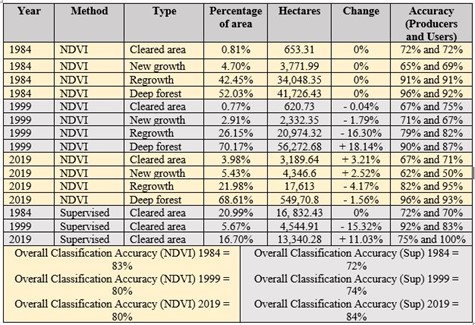 Year Method Type Percentage of area Hectares Change Accuracy (Producers and Users)
1984 NDVI Cleared area 0.81% 653.31 0% 72% and 72%
1984 NDVI New growth 4.70% 3,771.99 0% 65% and 69%
1984 NDVI Regrowth 42.45% 34,048.35 0% 91% and 91%
1984 NDVI Deep forest 52.03% 41,726.43 0% 96% and 92%
1999 NDVI Cleared area 0.77% 620.73 - 0.04% 67% and 75%
1999 NDVI New growth 2.91% 2,332.35 - 1.79% 71% and 67%
1999 NDVI Regrowth 26.15% 20,974.32 - 16.30% 79% and 82%
1999 NDVI Deep forest 70.17% 56,272.68 + 18.14% 90% and 87%
2019 NDVI Cleared area 3.98% 3,189.64 + 3.21% 67% and 71%
2019 NDVI New growth 5.43% 4,346.6 + 2.52% 62% and 50%
2019 NDVI Regrowth 21.98% 17,613 - 4.17% 82% and 95%
2019 NDVI Deep forest 68.61% 549,70.8 - 1.56% 96% and 93%
1984 Supervised Cleared area 20.99% 16, 832.43 0% 72% and 70%
1999 Supervised Cleared area 5.67% 4,544.91 - 15.32% 92% and 83%
2019 Supervised Cleared area 16.70% 13,340.28 + 11.03% 75% and 100%
Overall Classification Accuracy (NDVI) 1984 =
83%
Overall Classification Accuracy (NDVI) 1999 =
80%
Overall Classification Accuracy (NDVI) 2019 =
80%
Overall Classification Accuracy (Sup) 1984 =
72%
Overall Classification Accuracy (Sup) 1999 =
74%
Overall Classification Accuracy (Sup) 2019 =
84%